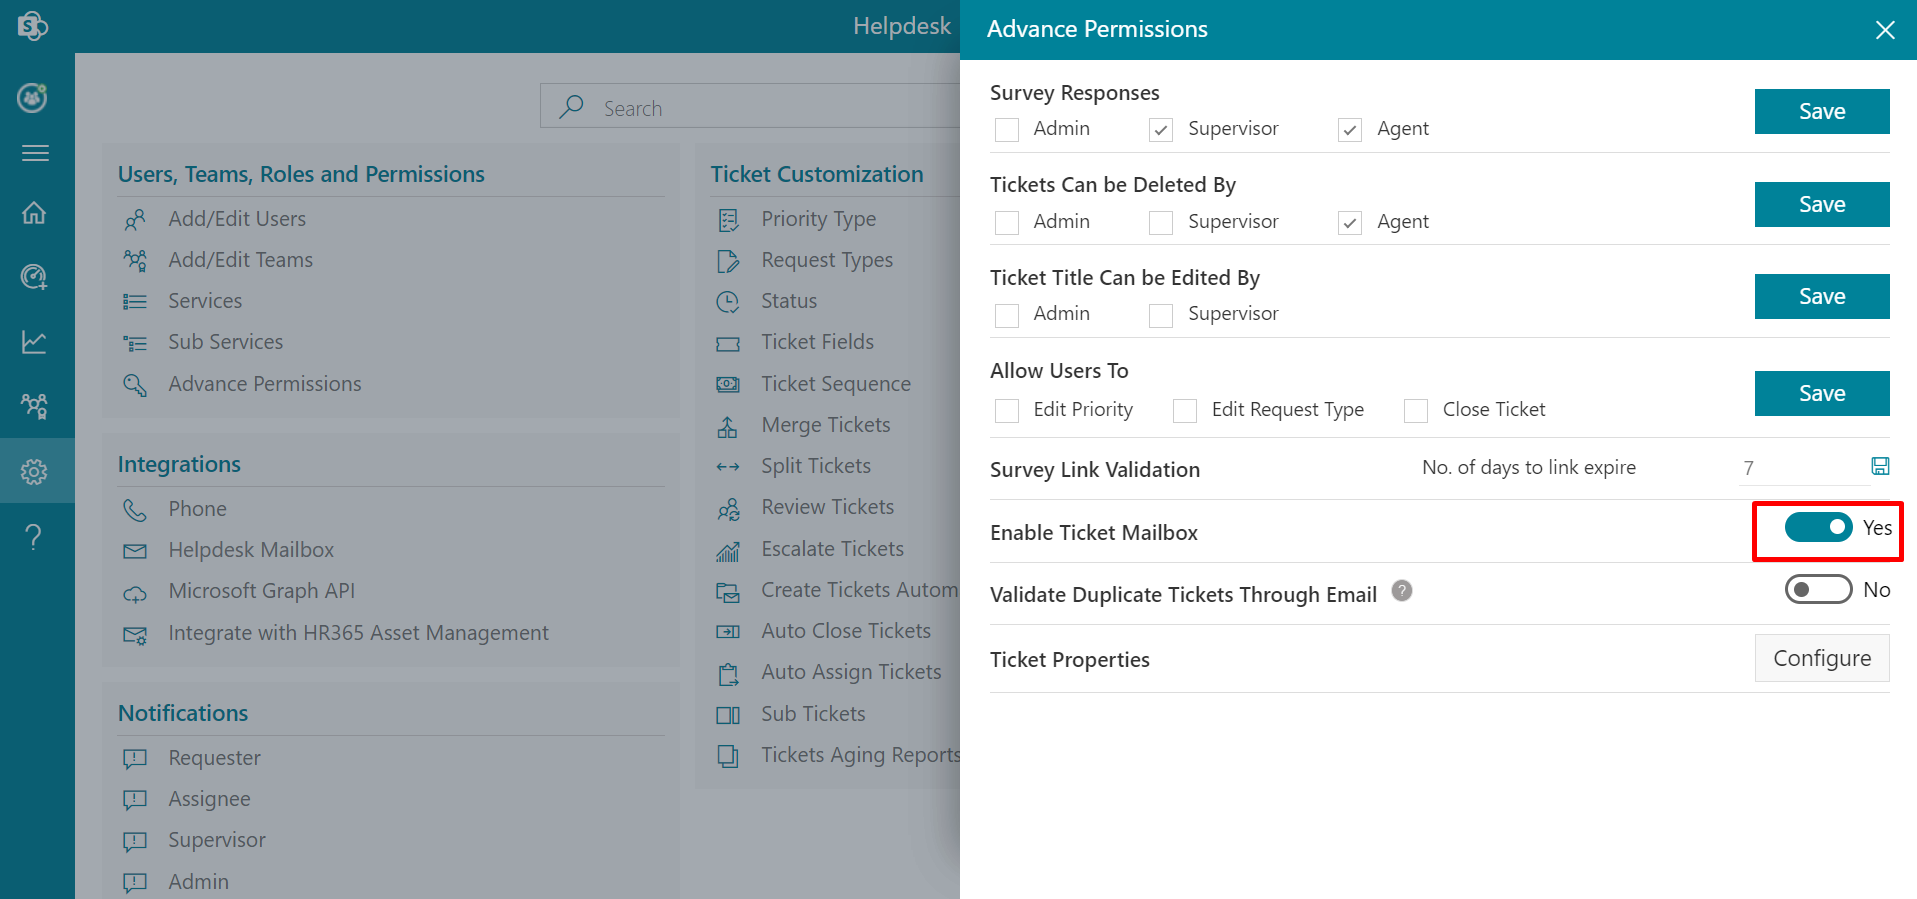 Helpdesk
Search
Users, Teams, Roles and Permissions
Add/Edit Users
Add/Edit Teams
Services
Sub Services
Advance Permissions
Integrations
Phone
Helpdesk Mailbox
Microsoft Graph API
Integrate with HR365 Asset Management
Notifications
Requester
Assignee
Supervisor
Admin
Ticket Customization
Priority Type
Request Types
Status
Ticket Fields
Ticket Sequence
Merge Tickets
Split Tickets
Review Tickets
Escalate Tickets
Create Tickets Autom
Auto Close Tickets
Auto Assign Tickets
Sub Tickets
Tickets Aging Reports
Advance Permissions
Survey Responses
Admin Supervisor Agent
Save
Tickets Can be Deleted By
Admin Supervisor Agent
Save
Ticket Title Can be Edited By
Admin Supervisor
Save
Allow Users To
Edit Priority Edit Request Type Close Ticket
Save
Survey Link Validation No. of days to link expire 7
Enable Ticket Mailbox Yes
Validate Duplicate Tickets Through Email ? No
Ticket Properties Configure